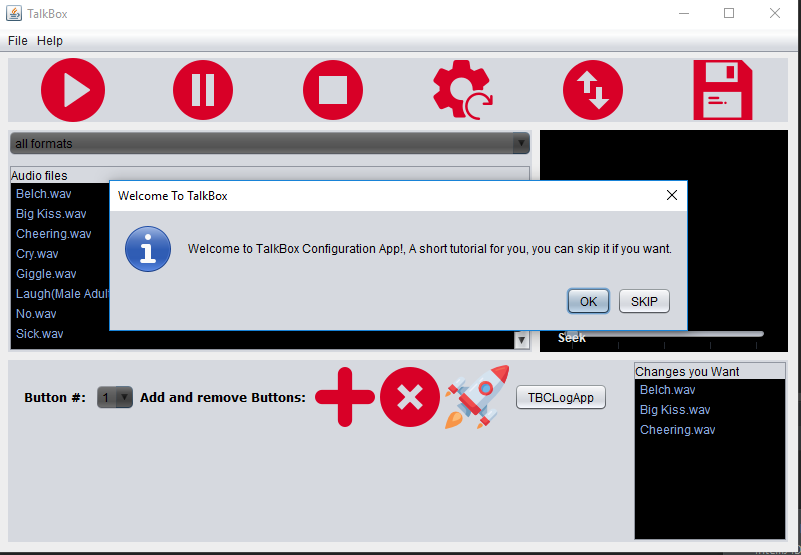 TalkBox
File Help
all formats
Audio files
Belch.wav
Big Kiss.wav
Cheering.wav
Cry.wav
Giggle.wav
Laugh(Male Adul
No.wav
Sick.wav
Welcome To TalkBox
Welcome to TalkBox Configuration App!, A short tutorial for you, you can skip it if you want.
OK SKIP
Seek
Button #: 1 Add and remove Buttons: TBCLogApp
Changes you Want
Belch.wav
Big Kiss.wav
Cheering.wav